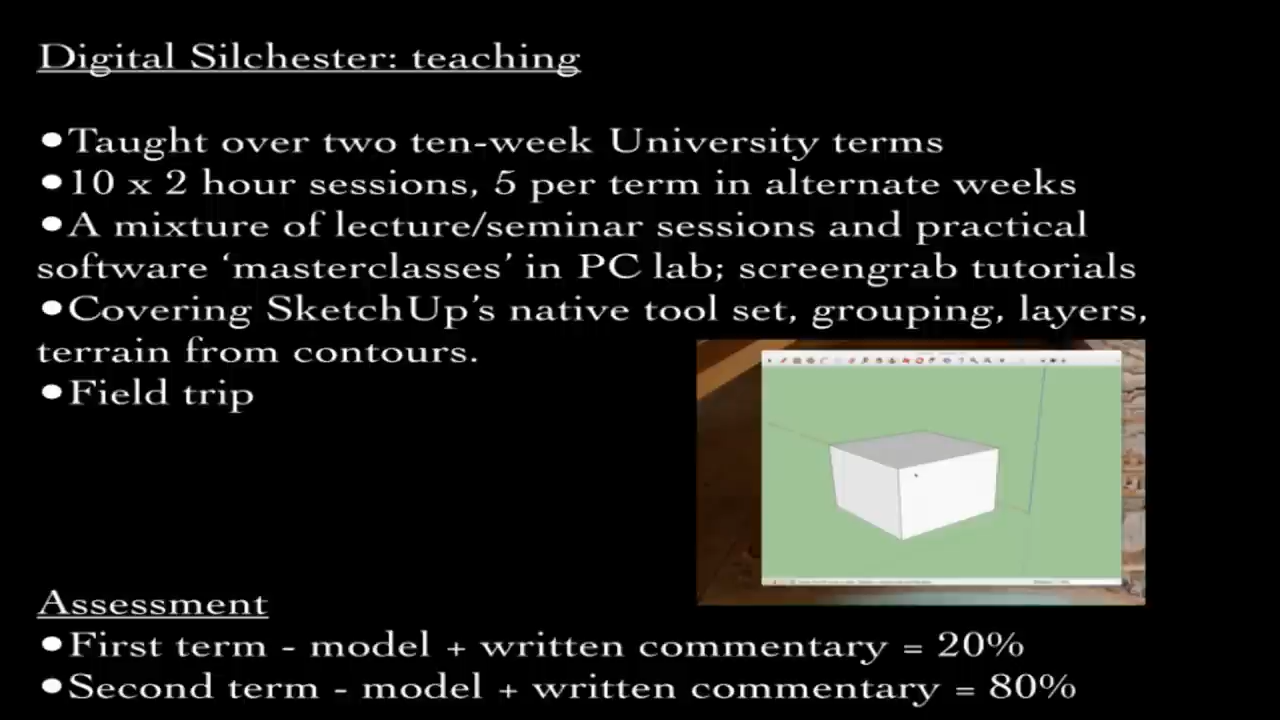 Digital Silchester: teaching
•Taught over two ten-week University terms
•10 x 2 hour sessions, 5 per term in alternate weeks
•A mixture of lecture/seminar sessions and practical
software ‘masterclasses’ in PC lab; screengrab tutorials
•Covering SketchUp’s native tool set, grouping, layers,
terrain from contours.
•Field trip
Assessment
•First term - model + written commentary = 20%
•Second term - model + written commentary = 80%